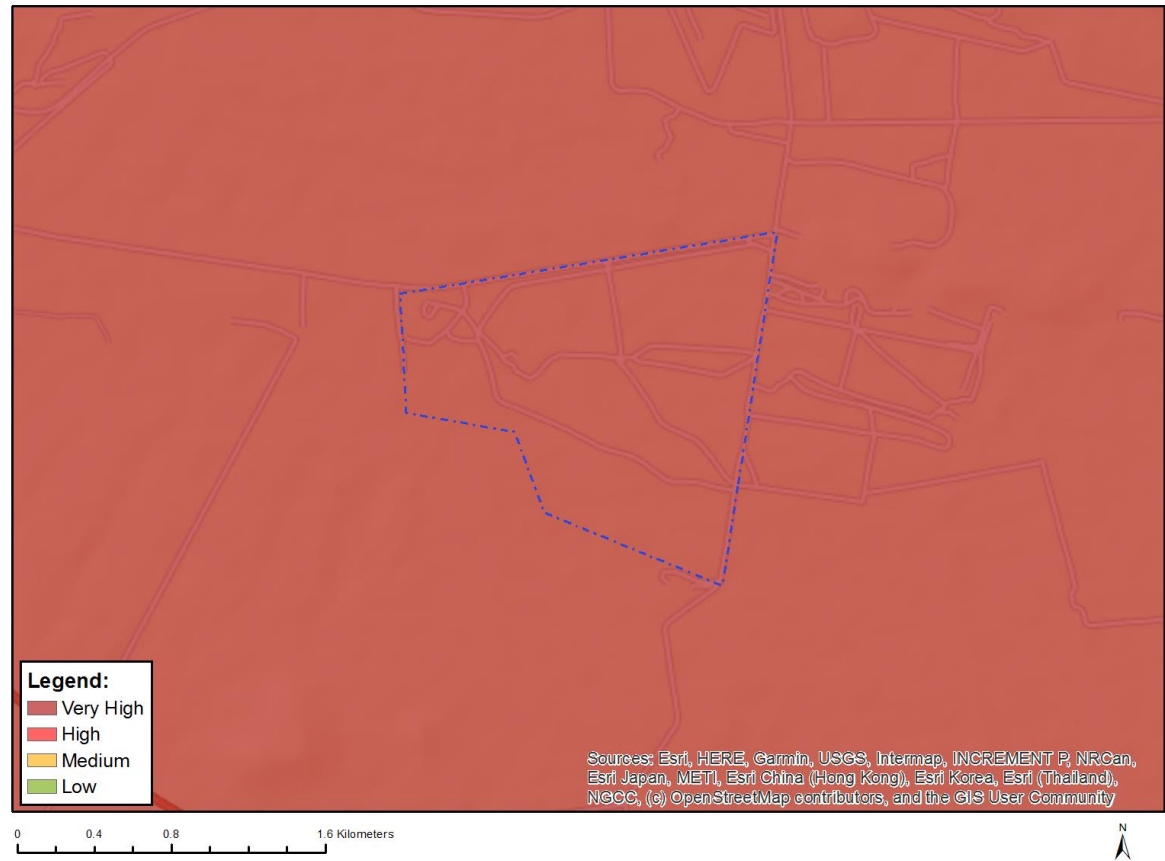 Legend:
Very High
High
Medium
Low
Sources: Esri, HERE, Garmin, USGS, Intermap, INCREMENT P, NRCan,
Esri Japan, METI, Esri China (Hong Kong), Esri Korea, Esri (Thailand),
NGCC, (c) OpenStreetMap contributors, and the GIS User Community
0 0.4 0.8 1.6 Kilometers
N